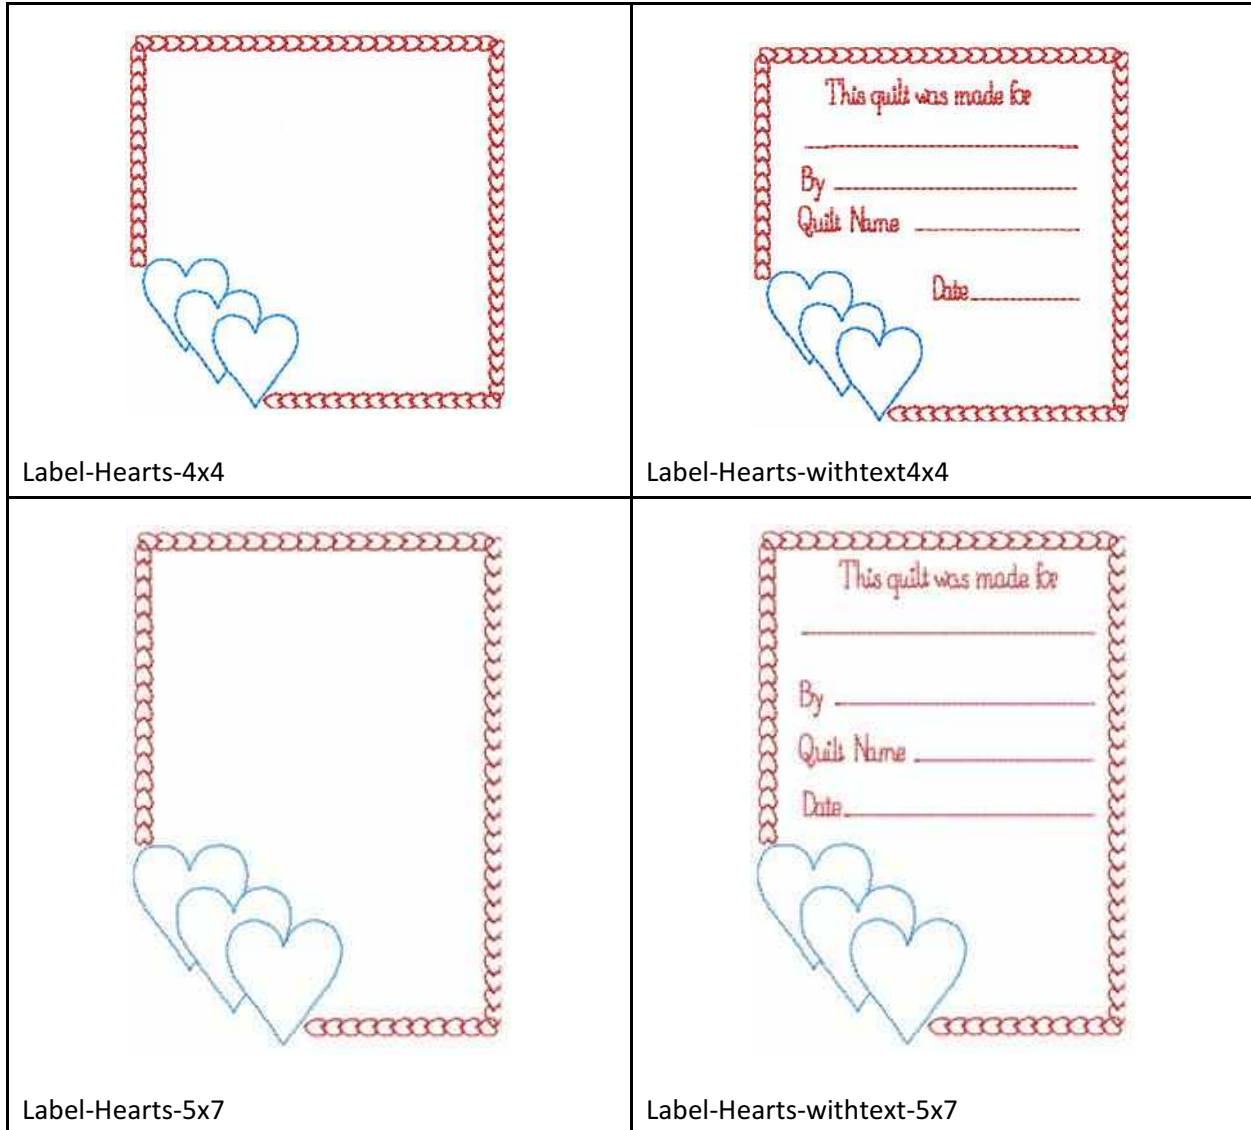 This quilt was made for
By
Quilt Name
Date
Label-Hearts-4x4
Label-Hearts-withtext4x4
This quilt was made for
By
Quilt Name
Date
Label-Hearts-5x7
Label-Hearts-withtext-5x7